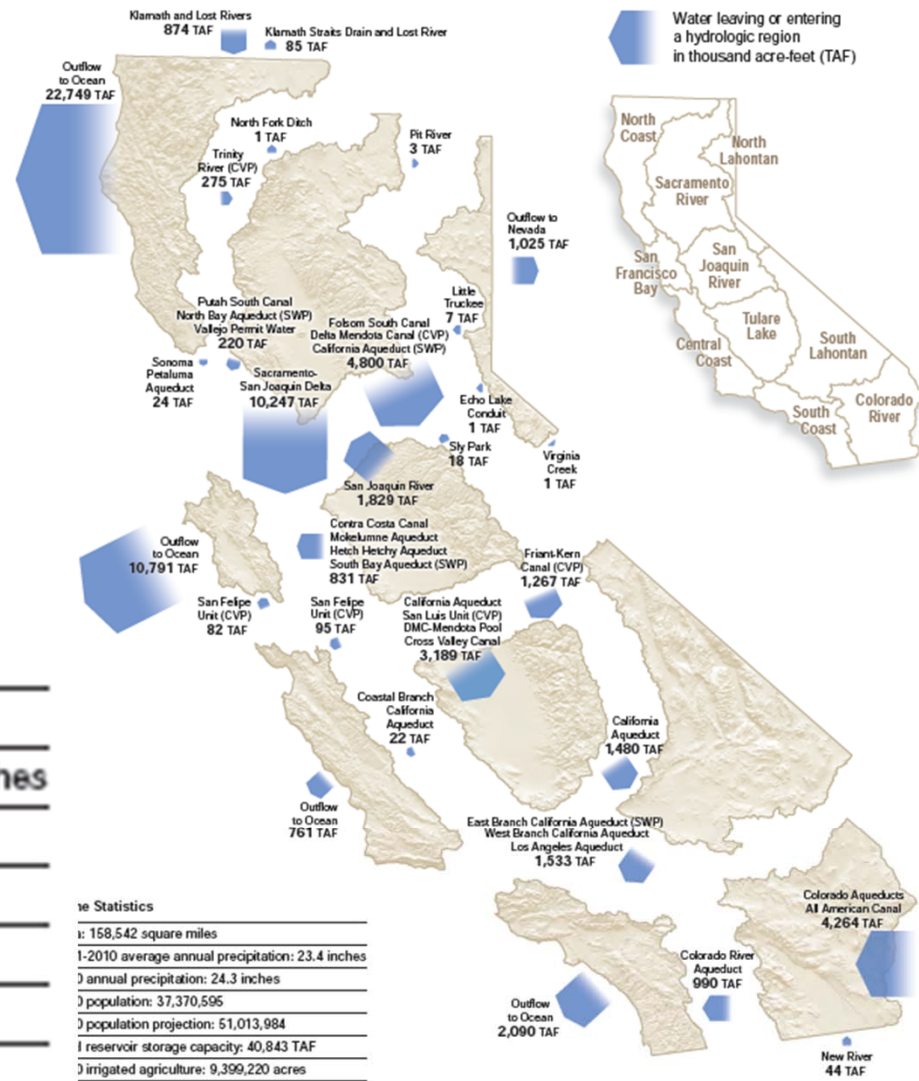 Klamath and Lost Rivers
874 TAF
Klamath Straits Drain and Lost River
85 TAF
Water leaving or entering
a hydrologic region
in thousand acre-feet (TAF)
Outflow
to Ocean
22,749 TAF
North Fork Ditch
1 TAF
Pit River
3 TAF
Trinity
River (CVP)
275 TAF
North
Coast
North
Lahontan
Sacramento
River
San
Francisco
Bay
San
Joaquin
River
Tulare
Lake
Central
Coast
South
Lahontan
South
Coast
Colorado
River
Outflow to
Nevada
1,025 TAF
Little
Truckee
7 TAF
Putah South Canal
North Bay Aqueduct (SWP)
Vallejo Permit Water
220 TAF
Folsom South Canal
Delta Mendota Canal (CVP)
California Aqueduct (SWP)
4,800 TAF
Sonoma
Petaluma
Aqueduct
24 TAF
Sacramento-
San Joaquin Delta
10,247 TAF
Echo Lake
Conduit
1 TAF
Sly Park
18 TAF
Virginia
Creek
1 TAF
San Joaquin River
1,829 TAF
Contra Costa Canal
Mokelumne Aqueduct
Hetch Hetchy Aqueduct
South Bay Aqueduct (SWP)
831 TAF
Outflow
to Ocean
10,791 TAF
Friant-Kern
Canal (CVP)
1,267 TAF
San Felipe
Unit (CVP)
82 TAF
San Felipe
Unit (CVP)
95 TAF
California Aqueduct
San Luis Unit (CVP)
DMC-Mendota Pool
Cross Valley Canal
3,189 TAF
Coastal Branch
California
Aqueduct
22 TAF
California
Aqueduct
1,480 TAF
Outflow
to Ocean
761 TAF
East Branch California Aqueduct (SWP)
West Branch California Aqueduct
Los Angeles Aqueduct
1,533 TAF
Colorado Aqueducts
All American Canal
4,264 TAF
Colorado River
Aqueduct
990 TAF
Outflow
to Ocean
2,090 TAF
New River
44 TAF
hes
e Statistics
a: 158,542 square miles
1-2010 average annual precipitation: 23.4 inches
0 annual precipitation: 24.3 inches
0 population: 37,370,595
0 population projection: 51,013,984
l reservoir storage capacity: 40,843 TAF
0 irrigated agriculture: 9,399,220 acres